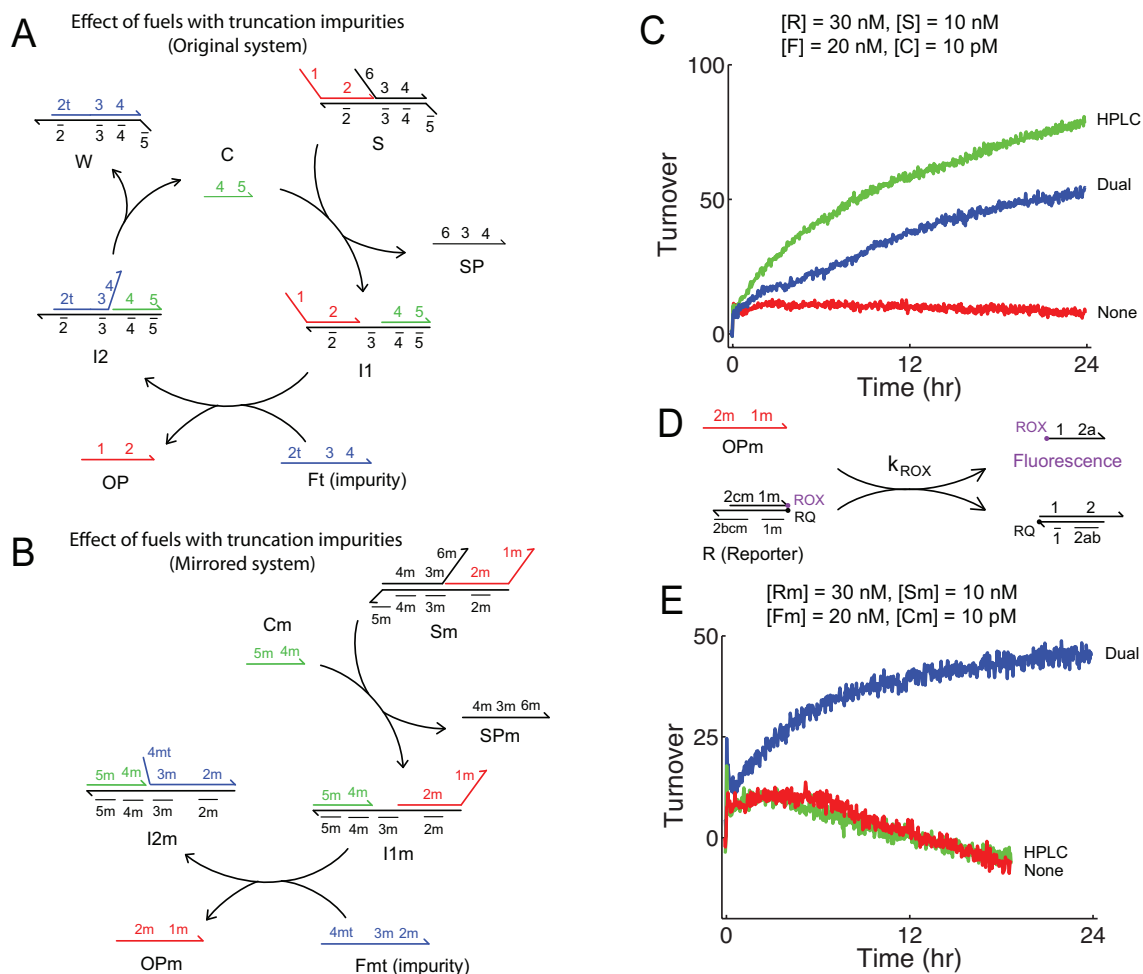 A
Effect of fuels with truncation impurities
(Original system)
1
6
2
3 4
2 3 4 5
S
2t 3 4
2 3 4 5
W
C
4 5
6 3 4
SP
2t 3 4 4 5
2 3 4 5
I2
1
2 4 5
2 3 4 5
I1
1 2
OP
2t 3 4
Ft (impurity)
B
Effect of fuels with truncation impurities
(Mirrored system)
6m 1m
4m 3m 2m
5m 4m 3m 2m
Sm
Cm
5m 4m
4m 3m 6m
SPm
4mt
5m 4m 3m 2m
5m 4m 3m 2m
I2m
1m
5m 4m 2m
5m 4m 3m 2m
I1m
2m 1m
OPm
4mt 3m 2m
Fmt (impurity)
C
[R] = 30 nM, [S] = 10 nM
[F] = 20 nM, [C] = 10 pM
100
50
0
Turnover
HPLC
Dual
None
0 12 24
Time (hr)
D
2m 1m
OPm
2cm 1m ROX
RQ
2bcm 1m
R (Reporter)
kROX
ROX 1 2a
Fluorescence
1 2
RQ
1 2ab
E
[Rm] = 30 nM, [Sm] = 10 nM
[Fm] = 20 nM, [Cm] = 10 pM
50
25
0
Turnover
Dual
HPLC
None
0 12 24
Time (hr)